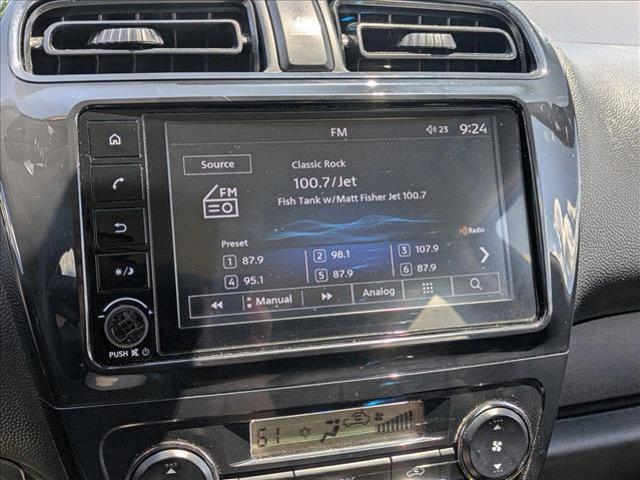 FM
23 9:24
Source
Classic Rock
100.7/Jet
FM
Fish Tank w/Matt Fisher Jet 100.7
Radio
Preset
1 87.9 2 98.1 3 107.9
4 95.1 5 87.9 6 87.9
Manual Analog
PUSH
61